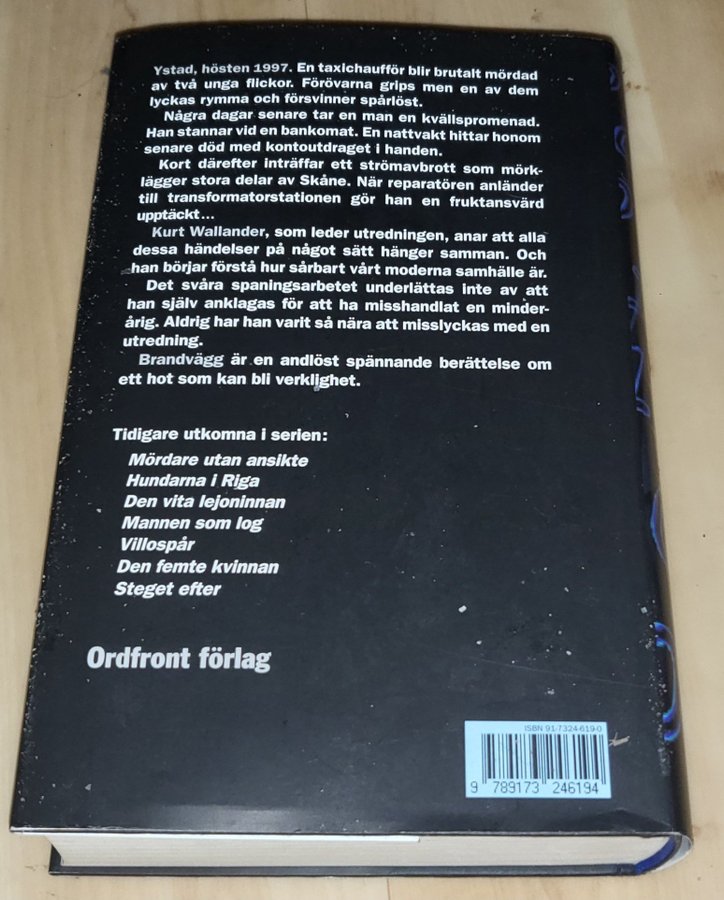 Ystad, hösten 1997. En taxichaufför blir brutalt mördad
av två unga flickor. Förövarna grips men en av dem
lyckas rymma och försvinner spårlöst.
Några dagar senare tar en man en kvällspromenad.
Han stannar vid en bankomat. En nattvakt hittar honom
senare död med kontoutdraget i handen.
Kort därefter inträffar ett strömavbrott som mörk-
lägger stora delar av Skåne. När reparatören anländer
till transformatorstationen gör han en fruktansvärd
upptäckt...
Kurt Wallander, som leder utredningen, anar att alla
dessa händelser på något sätt hänger samman. Och
han börjar förstå hur sårbart vårt moderna samhälle är.
Det svåra spaningsarbetet underlättas inte av att
han själv anklagas för att ha misshandlat en minder-
årig. Aldrig har han varit så nära att misslyckas med en
utredning.
Brandvägg är en andlöst spännande berättelse om
ett hot som kan bli verklighet.
Tidigare utkomna i serien:
Mördare utan ansikte
Hundarna i Riga
Den vita lejoninnan
Mannen som log
Villospår
Den femte kvinnan
Steget efter
Ordfront förlag
ISBN 91-7324-619-0
9 789173 246194